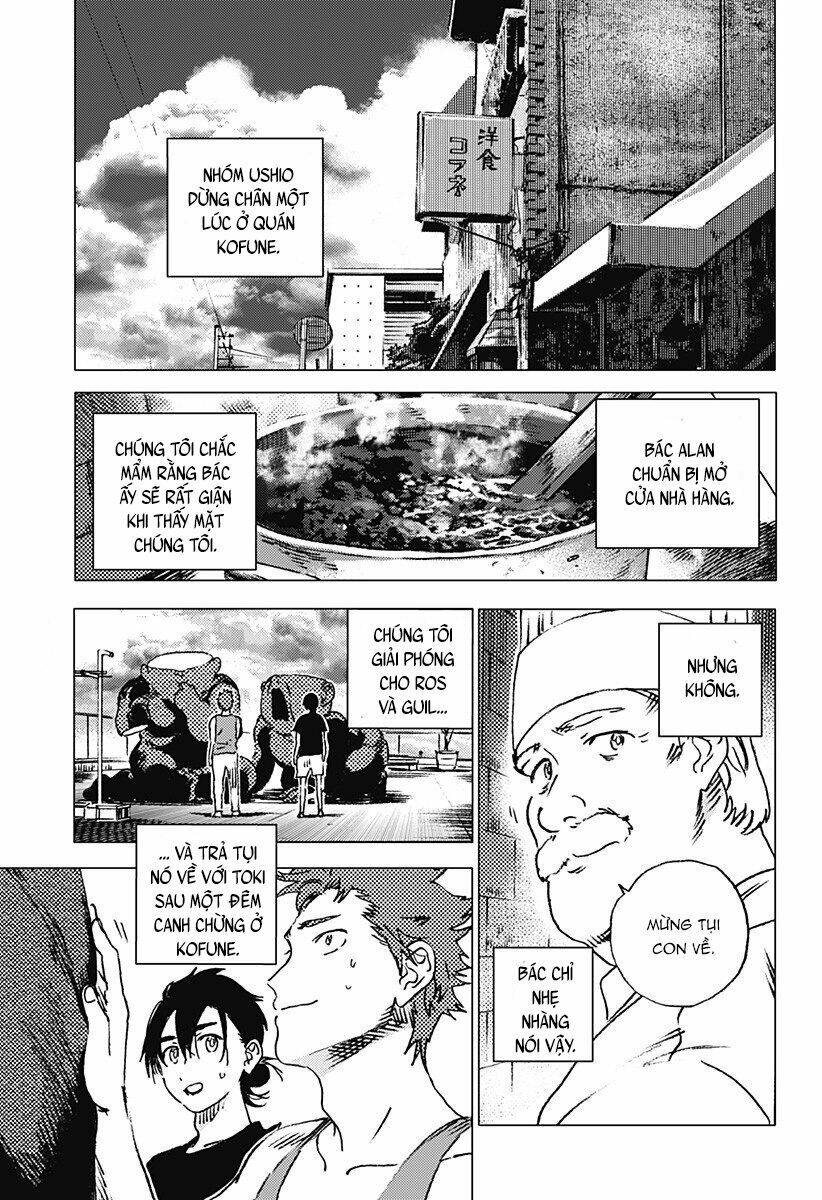 洋食
コフネ
NHÓM USHIO
DỪNG CHÂN MỘT
LÚC Ở QUÁN
KOFUNE.
BÁC ALAN
CHUẨN BỊ MỞ
CỬA NHÀ HÀNG.
CHÚNG TÔI CHẮC
MẨM RẰNG BÁC
ẤY SẼ RẤT GIẬN
KHI THẤY MẶT
CHÚNG TÔI.
NHƯNG
KHÔNG.
MỪNG TỤI
CON VỀ.
BÁC CHỈ
NHẸ
NHÀNG
NÓI VẬY.
CHÚNG TÔI
GIẢI PHÓNG
CHO ROS
VÀ GUIL...
... VÀ TRẢ TỤI
NÓ VỀ VỚI TOKI
SAU MỘT ĐÊM
CANH CHỪNG Ở
KOFUNE.